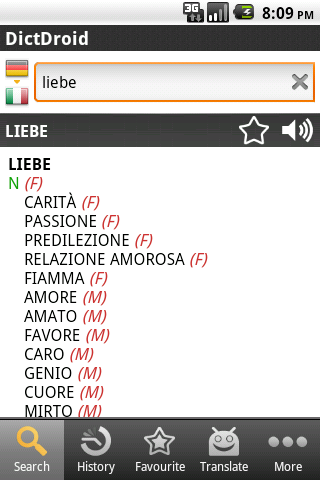 3G 8:09 PM
DictDroid
liebe
LIEBE
LIEBE
N (F)
CARITÀ (F)
PASSIONE (F)
PREDILEZIONE (F)
RELAZIONE AMOROSA (F)
FIAMMA (F)
AMORE (M)
AMATO (M)
FAVORE (M)
CARO (M)
GENIO (M)
CUORE (M)
MIRTO (M)
Search History Favourite Translate More